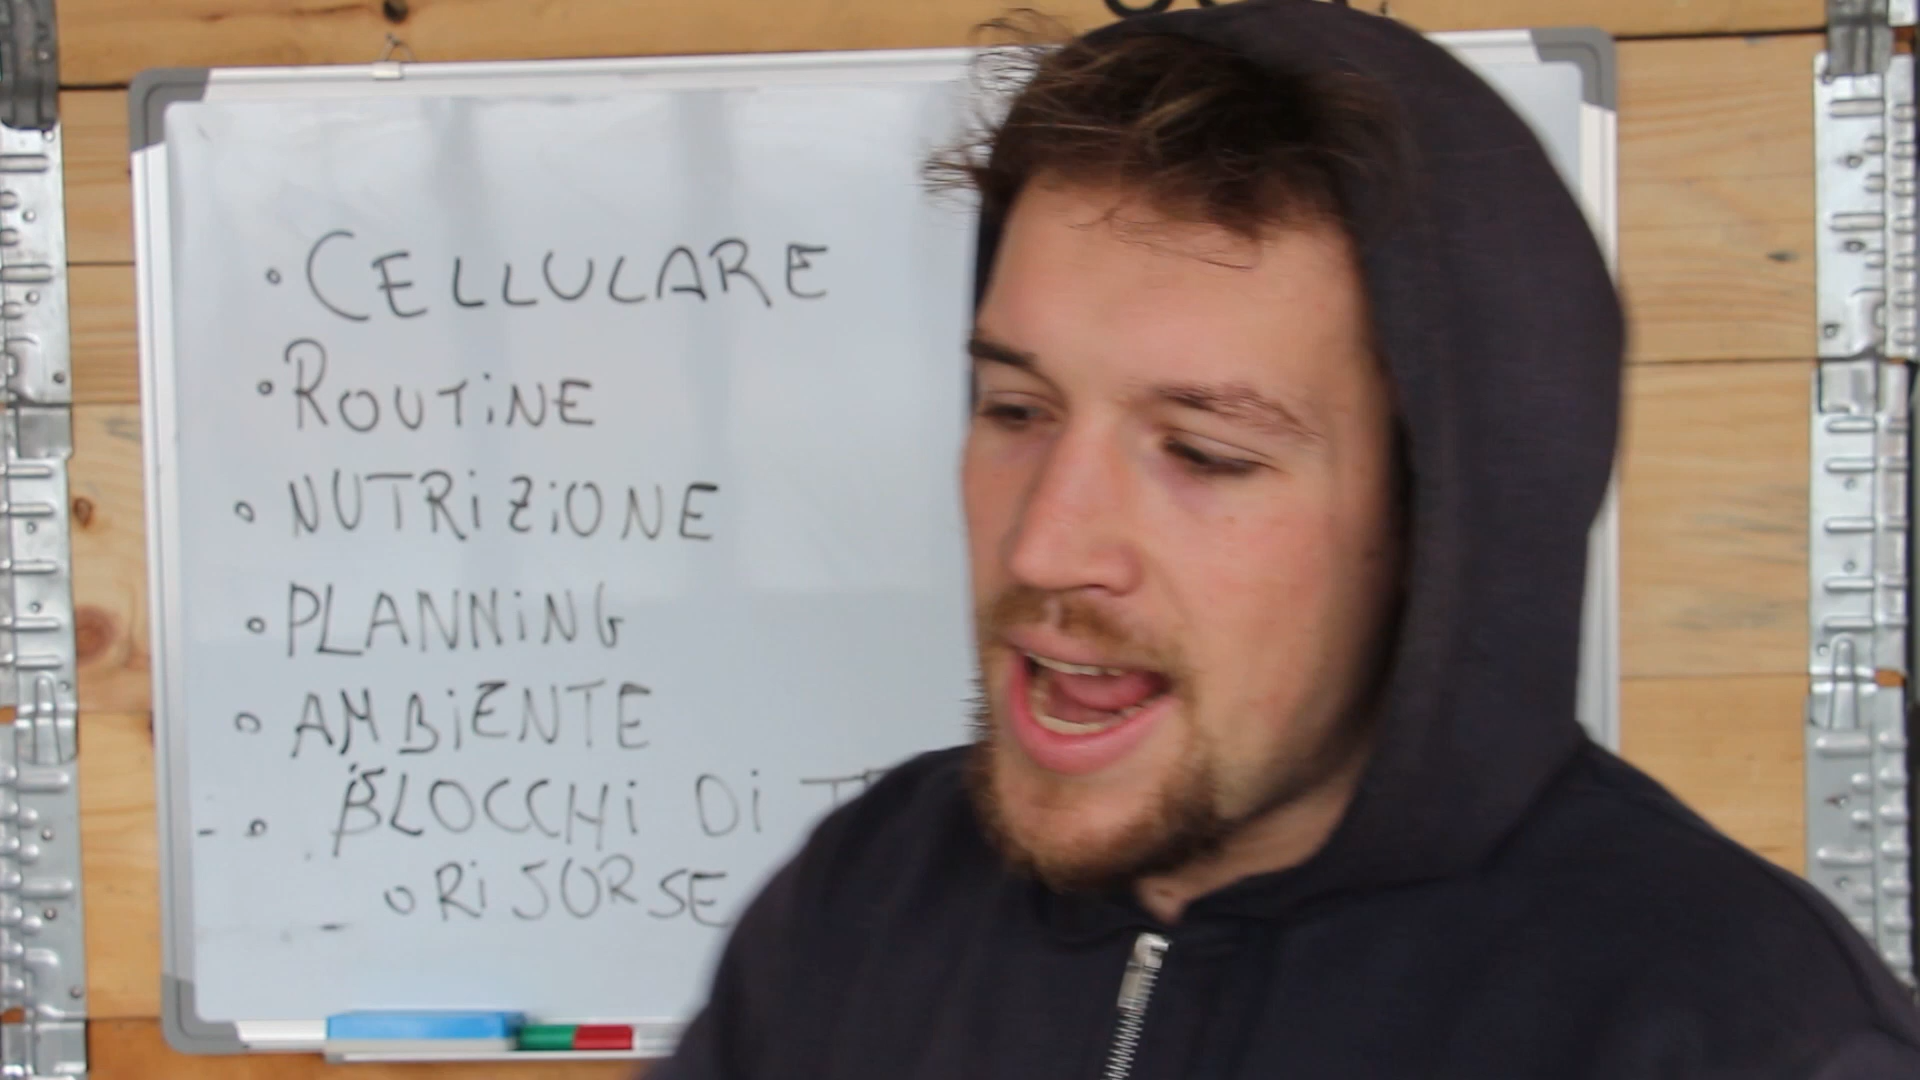 • CELLULARE
• ROUTINE
• NUTRIZIONE
• PLANNING
• AMBIENTE
• BLOCCHI DI
• RISORSE